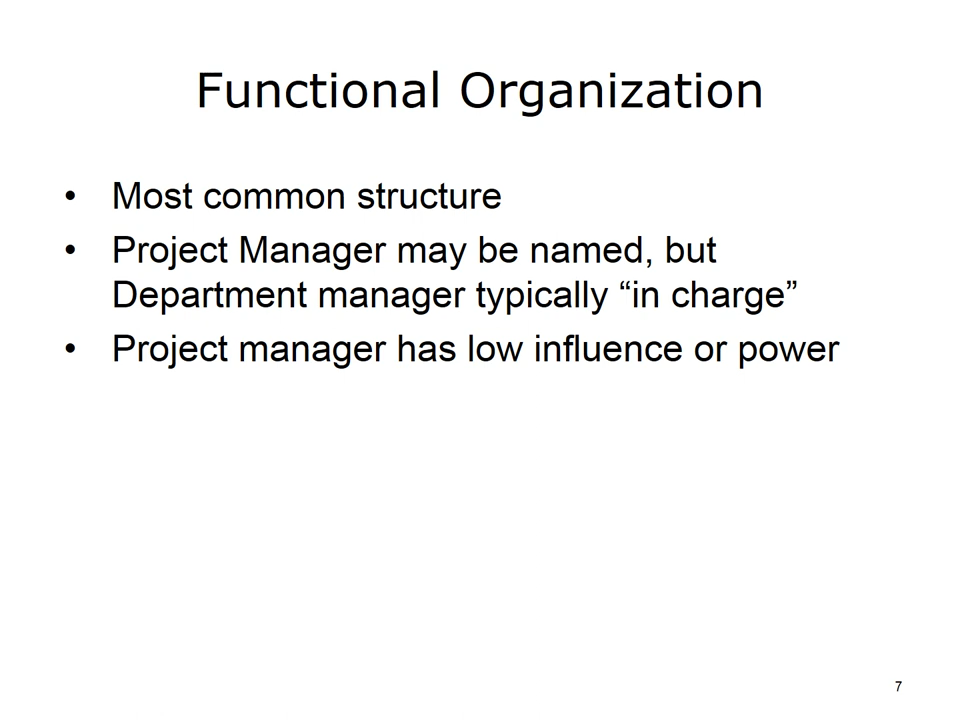 Functional Organization
• Most common structure
• Project Manager may be named, but
Department manager typically “in charge”
• Project manager has low influence or power
7